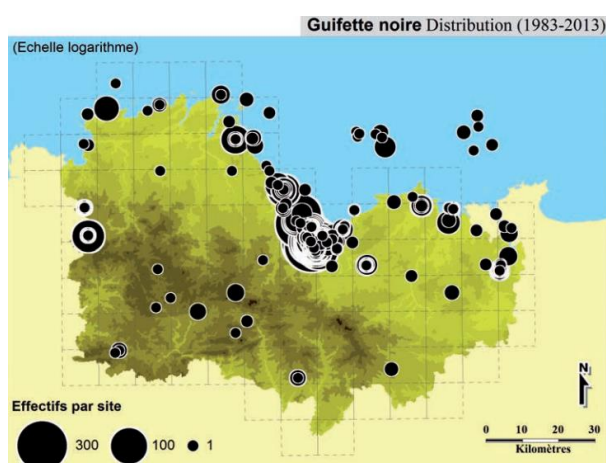 Guifette noire Distribution (1983-2013)
(Echelle logarithme)
N
Effectifs par site
300 100 1
0 10 20 30
Kilomètres